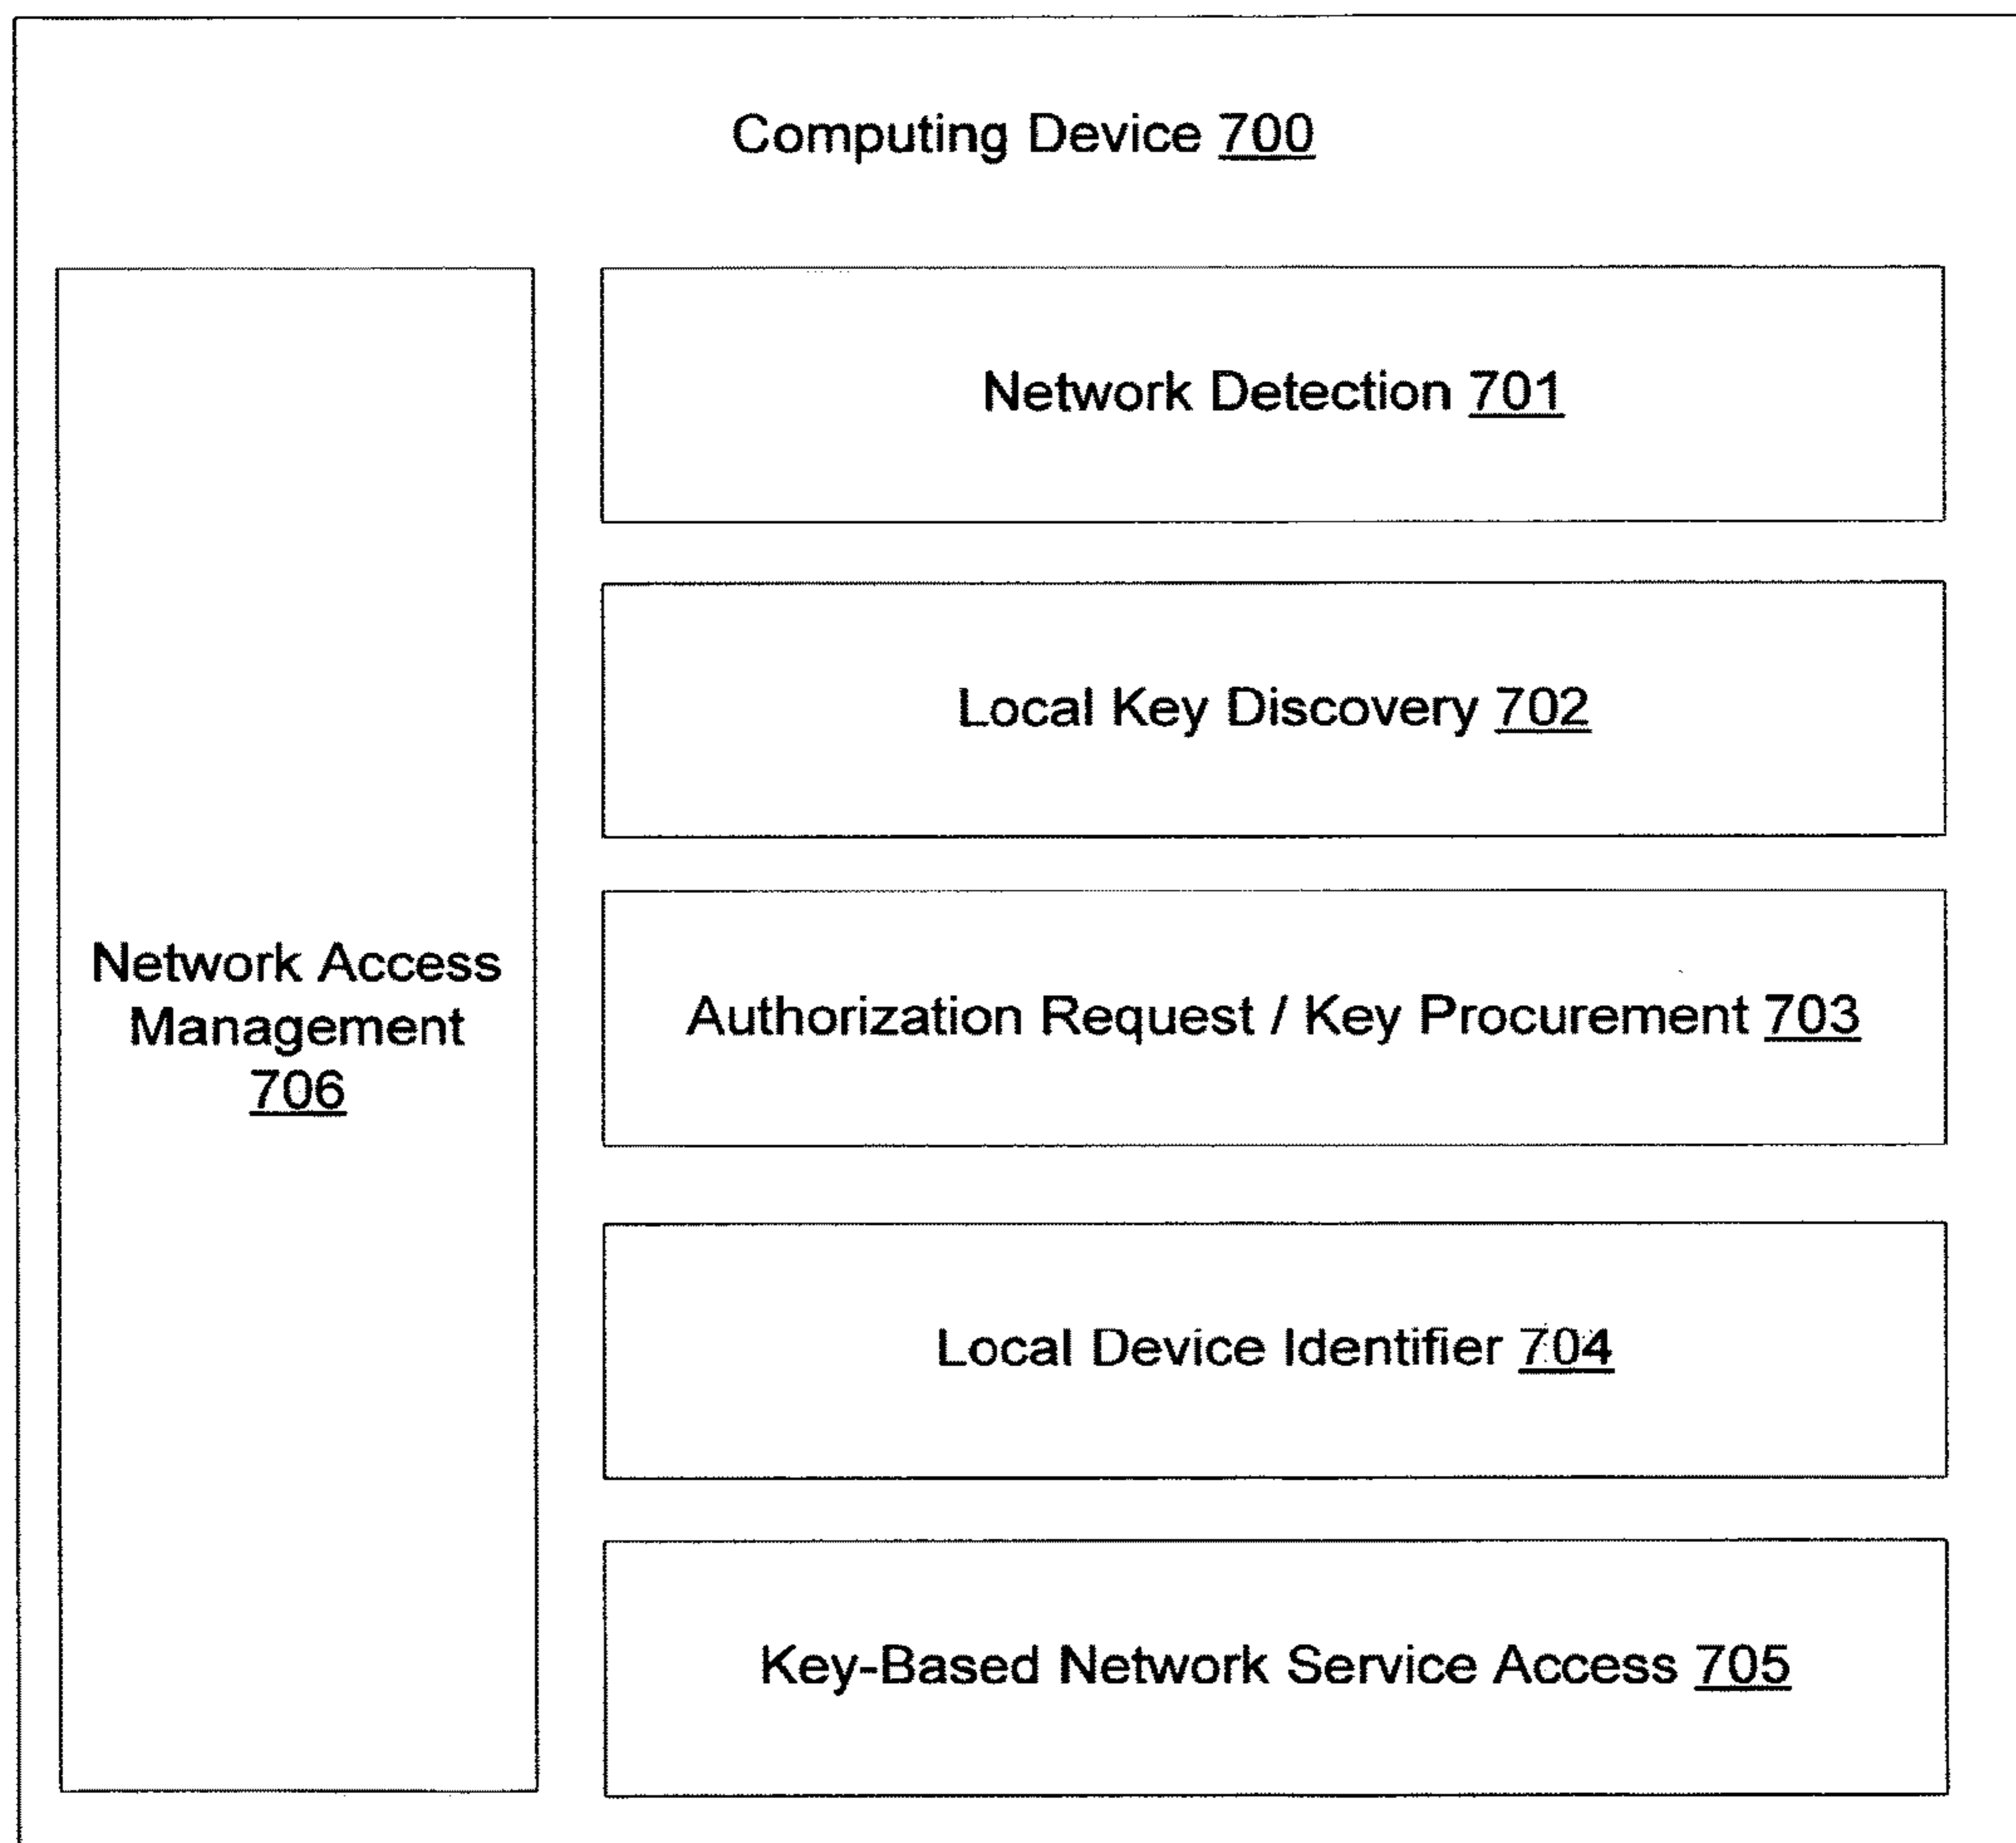 Computing Device 700
Network Detection 701
Local Key Discovery 702
Network Access
Management
706
Authorization Request / Key Procurement 703
Local Device Identifier 704
Key-Based Network Service Access 705